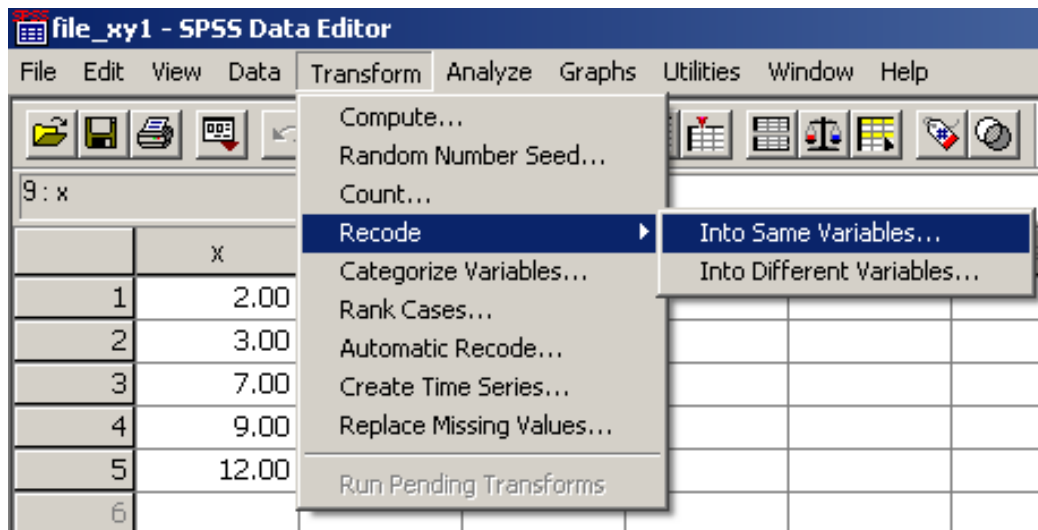 SPSS
file_xy1 - SPSS Data Editor
File Edit View Data Transform Analyze Graphs Utilities Window Help
Compute...
Random Number Seed...
Count...
Recode
Into Same Variables...
Into Different Variables...
Categorize Variables...
Rank Cases...
Automatic Recode...
Create Time Series...
Replace Missing Values...
Run Pending Transforms
9 : x
x
1 2.00
2 3.00
3 7.00
4 9.00
5 12.00
6